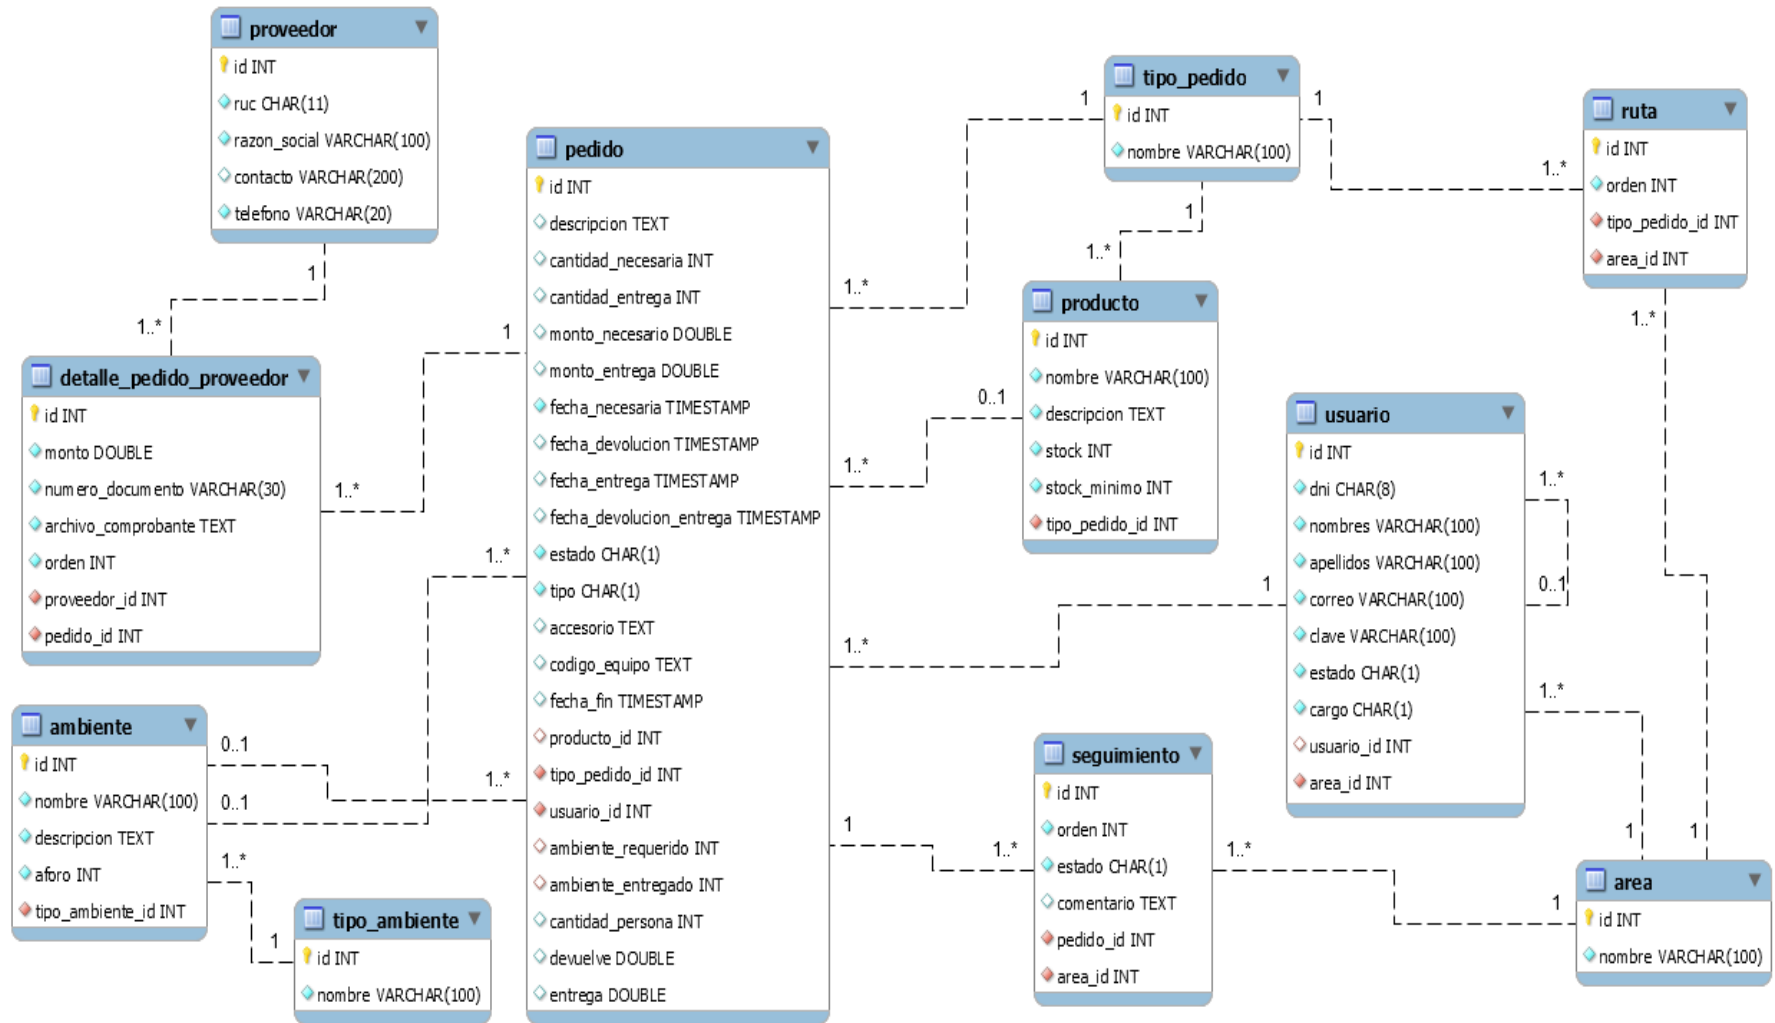 proveedor
id INT
ruc CHAR(11)
razon_social VARCHAR(100)
contacto VARCHAR(200)
telefono VARCHAR(20)
1
1..*
detalle_pedido_proveedor
id INT
monto DOUBLE
numero_documento VARCHAR(30)
archivo_comprobante TEXT
orden INT
proveedor_id INT
pedido_id INT
1..*
1
ambiente
id INT
nombre VARCHAR(100)
descripcion TEXT
aforo INT
tipo_ambiente_id INT
0..1
0..1
1..*
1
1..*
1..*
tipo_ambiente
id INT
nombre VARCHAR(100)
pedido
id INT
descripcion TEXT
cantidad_necesaria INT
cantidad_entrega INT
monto_necesario DOUBLE
monto_entrega DOUBLE
fecha_necesaria TIMESTAMP
fecha_devolucion TIMESTAMP
fecha_entrega TIMESTAMP
fecha_devolucion_entrega TIMESTAMP
estado CHAR(1)
tipo CHAR(1)
accesorio TEXT
codigo_equipo TEXT
fecha_fin TIMESTAMP
producto_id INT
tipo_pedido_id INT
usuario_id INT
ambiente_requerido INT
ambiente_entregado INT
cantidad_persona INT
devuelve DOUBLE
entrega DOUBLE
1..*
1
1..*
0..1
1..*
1
1
1..*
tipo_pedido
id INT
nombre VARCHAR(100)
1
1..*
1
1..*
producto
id INT
nombre VARCHAR(100)
descripcion TEXT
stock INT
stock_minimo INT
tipo_pedido_id INT
ruta
id INT
orden INT
tipo_pedido_id INT
area_id INT
1..*
1
usuario
id INT
dni CHAR(8)
nombres VARCHAR(100)
apellidos VARCHAR(100)
correo VARCHAR(100)
clave VARCHAR(100)
estado CHAR(1)
cargo CHAR(1)
usuario_id INT
area_id INT
1..*
0..1
1..*
1
seguimiento
id INT
orden INT
estado CHAR(1)
comentario TEXT
pedido_id INT
area_id INT
1..*
1
area
id INT
nombre VARCHAR(100)